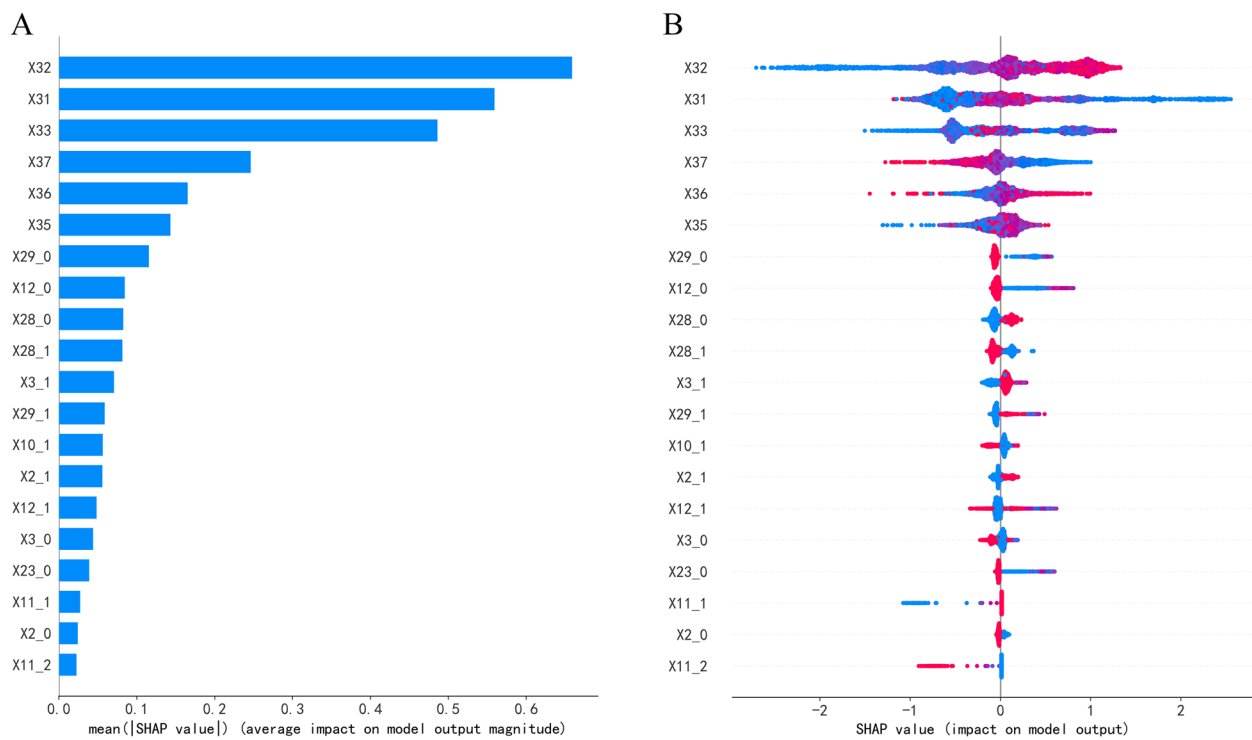 A
X32
X31
X33
X37
X36
X35
X29_0
X12_0
X28_0
X28_1
X3_1
X29_1
X10_1
X2_1
X12_1
X3_0
X23_0
X11_1
X2_0
X11_2
0.0 0.1 0.2 0.3 0.4 0.5 0.6
mean(|SHAP value|) (average impact on model output magnitude)
B
X32
X31
X33
X37
X36
X35
X29_0
X12_0
X28_0
X28_1
X3_1
X29_1
X10_1
X2_1
X12_1
X3_0
X23_0
X11_1
X2_0
X11_2
−2 −1 0 1 2
SHAP value (impact on model output)